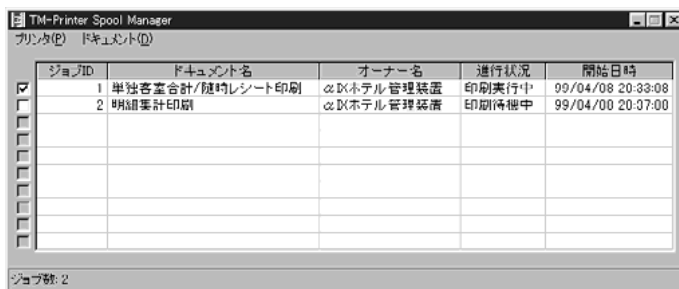 TM-Printer Spool Manager
プリンタ(P) ドキュメント(D)
ジョブID ドキュメント名 オーナー名 進行状況 開始日時
1 単独客室合計/随時レシート印刷 αⅨホテル管理装置 印刷実行中 99/04/08 20:33:08
2 明細集計印刷 αⅨホテル管理装置 印刷待機中 99/04/00 20:37:00
ジョブ数: 2